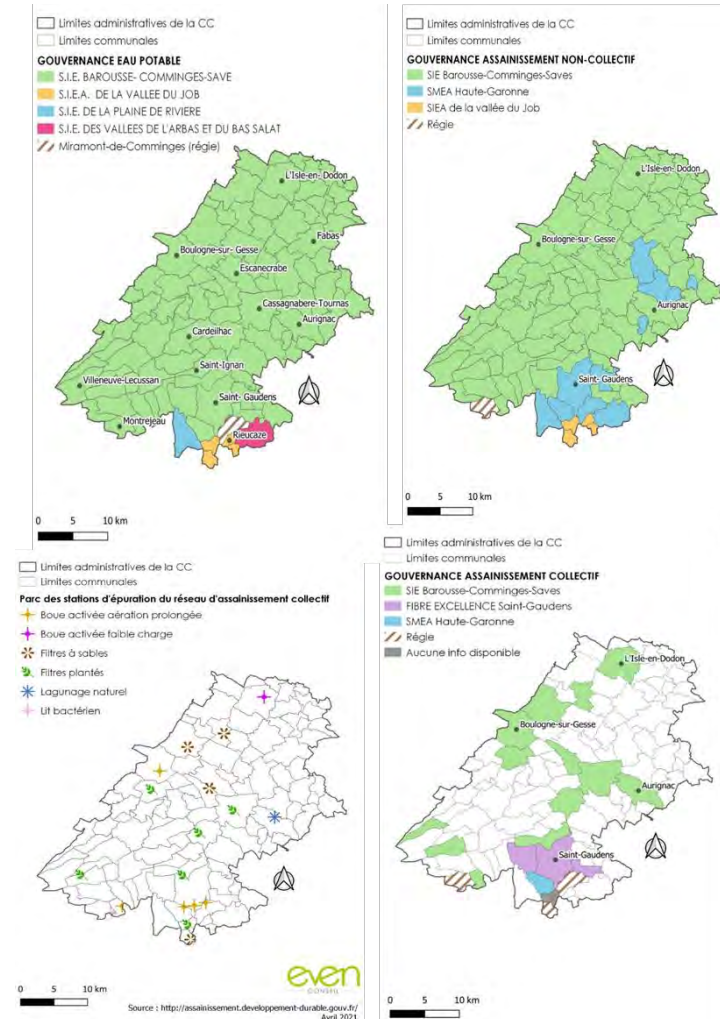 Limites administratives de la CC
Limites communales
GOUVERNANCE EAU POTABLE
S.I.E. BAROUSSE- COMMINGES-SAVE
S.I.E.A. DE LA VALLEE DU JOB
S.I.E. DE LA PLAINE DE RIVIERE
S.I.E. DES VALLEES DE L'ARBAS ET DU BAS SALAT
Miramont-de-Comminges (régie)
L'Isle-en- Dodon
Fabas
Boulogne-sur- Gesse
Escanecrabe
Cassagnabere-Tournas
Aurignac
Cardeilhac
Saint-Ignan
Villeneuve-Lecussan
Saint- Gaudens
Montrejeau
Rieucaze
0 5 10 km
Limites administratives de la CC
Limites communales
GOUVERNANCE ASSAINISSEMENT NON-COLLECTIF
SIE Barousse-Comminges-Saves
SMEA Haute-Garonne
SIEA de la vallée du Job
Régie
L'Isle-en- Dodon
Boulogne-sur- Gesse
Aurignac
Saint- Gaudens
0 5 10 km
Limites administratives de la CC
Limites communales
Parc des stations d'épuration du réseau d'assainissement collectif
Boue activée aération prolongée
Boue activée faible charge
Filtres à sables
Filtres plantés
Lagunage naturel
Lit bactérien
0 5 10 km
even
CONSEIL
Source : http://assainissement.developpement-durable.gouv.fr/
Avril 2021
Limites administratives de la CC
Limites communales
GOUVERNANCE ASSAINISSEMENT COLLECTIF
SIE Barousse-Comminges-Saves
FIBRE EXCELLENCE Saint-Gaudens
SMEA Haute-Garonne
Régie
Aucune info disponible
L'Isle-en-Dodon
Boulogne-sur-Gesse
Aurignac
Saint-Gaudens
0 5 10 km